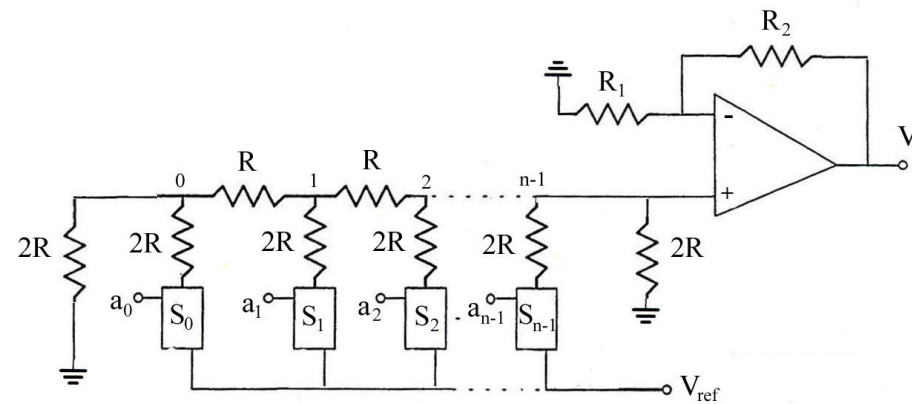 R₂
R₁
-
V
R R
0 1 2 n-1
+
2R 2R 2R 2R 2R 2R
a₀ S₀ a₁ S₁ a₂ S₂ aₙ₋₁ Sₙ₋₁
V_ref